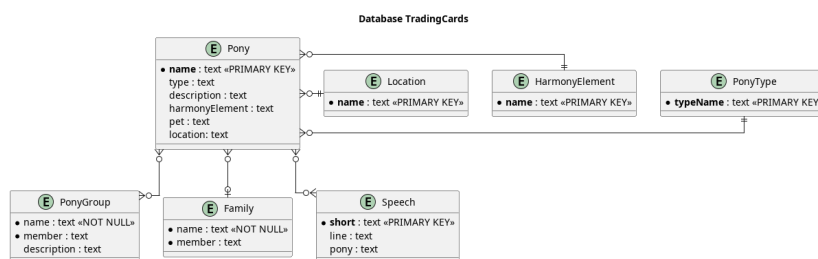 Database TradingCards
E Pony
name : text «PRIMARY KEY»
type : text
description : text
harmonyElement : text
pet : text
location: text
E Location
name : text «PRIMARY KEY»
E HarmonyElement
name : text «PRIMARY KEY»
E PonyType
typeName : text «PRIMARY KEY»
E PonyGroup
name : text «NOT NULL»
member : text
description : text
E Family
name : text «NOT NULL»
member : text
E Speech
short : text «PRIMARY KEY»
line : text
pony : text